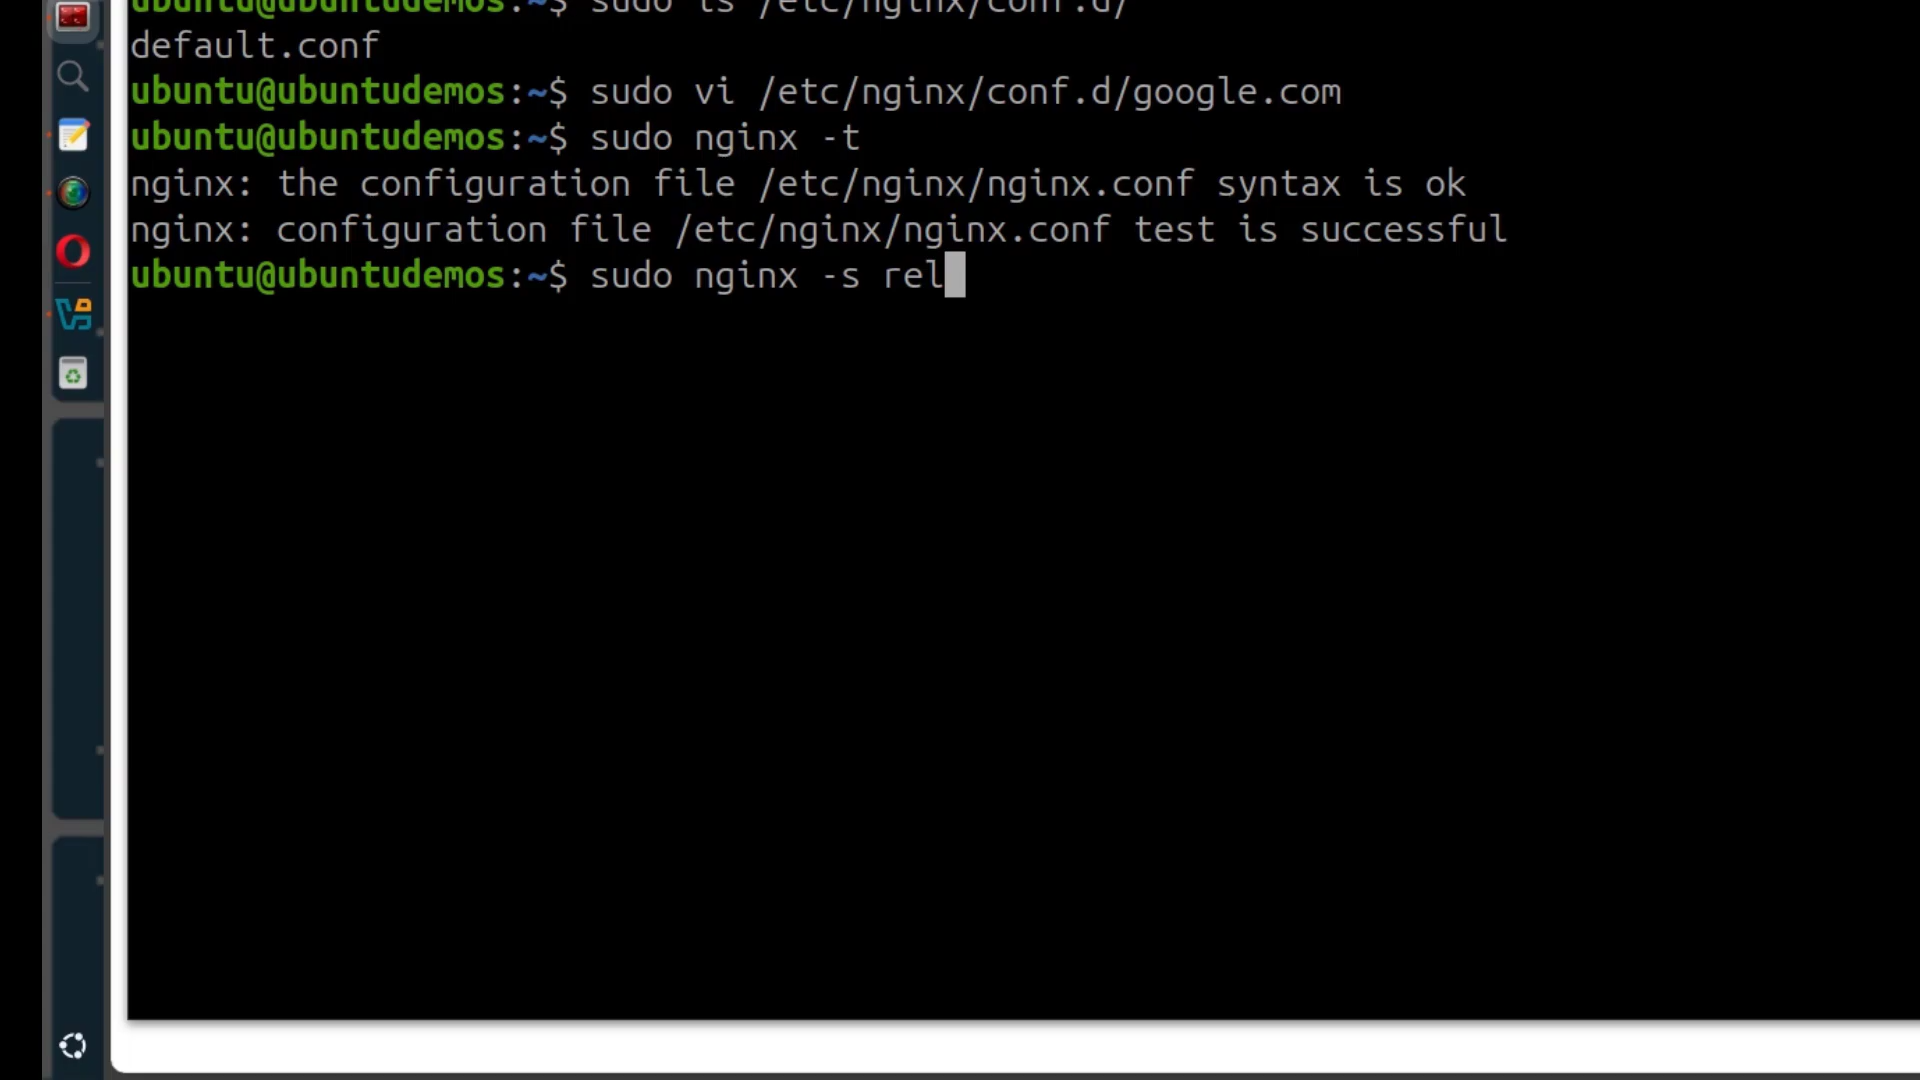 ubuntu@ubuntudemos:~$ sudo ls /etc/nginx/conf.d/
default.conf
ubuntu@ubuntudemos:~$ sudo vi /etc/nginx/conf.d/google.com
ubuntu@ubuntudemos:~$ sudo nginx -t
nginx: the configuration file /etc/nginx/nginx.conf syntax is ok
nginx: configuration file /etc/nginx/nginx.conf test is successful
ubuntu@ubuntudemos:~$ sudo nginx -s rel